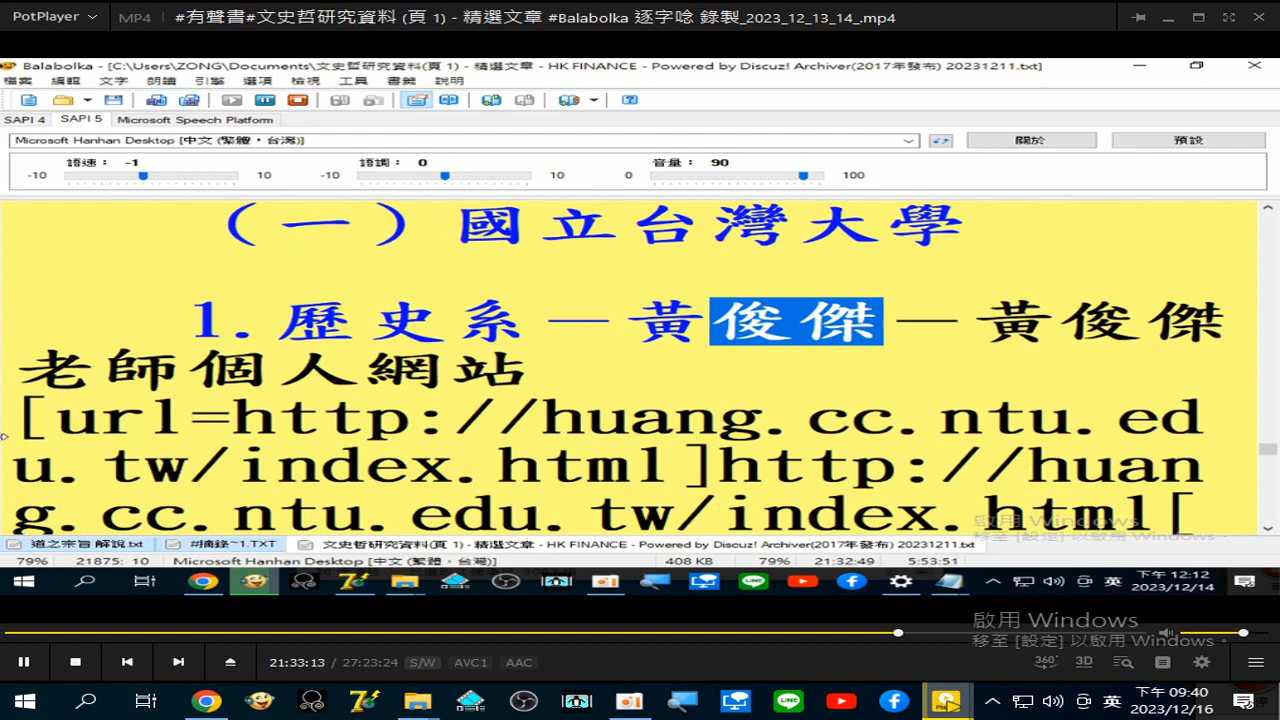 PotPlayer MP4 #有聲書#文史哲研究資料 (頁 1) - 精選文章 #Balabolka 逐字唸 錄製_2023_12_13_14_.mp4
Balabolka - [C:\Users\ZONG\Documents\文史哲研究資料(頁 1) - 精選文章 - HK FINANCE - Powered by Discuz! Archiver(2017年發布) 20231211.txt]
檔案 編輯 文字 朗讀 引擎 選項 檢視 工具 書籤 說明
SAPI 4 SAPI 5 Microsoft Speech Platform
Microsoft Hanhan Desktop [中文 (繁體，台灣)] 關於 預設
語速： -1 語調： 0 音量： 90
-10 10 -10 10 0 100
（一）國立台灣大學
1.歷史系—黃俊傑—黃俊傑
老師個人網站
[url=http://huang.cc.ntu.ed
u.tw/index.html]http://huan
g.cc.ntu.edu.tw/index.html[
啟用 Windows
移至 [設定] 以啟用 Windows。
道之宗旨 解說.txt #摘錄~1.TXT 文史哲研究資料(頁 1) - 精選文章 - HK FINANCE - Powered by Discuz! Archiver(2017年發布) 20231211.txt
79% 21875: 10 Microsoft Hanhan Desktop [中文 (繁體，台灣)] 408 KB 79% 21:32:49 5:53:51
英 下午 12:12
2023/12/14
啟用 Windows
移至 [設定] 以啟用 Windows。
21:33:13 / 27:23:24 S/W AVC1 AAC 360° 3D
英 下午 09:40
2023/12/16